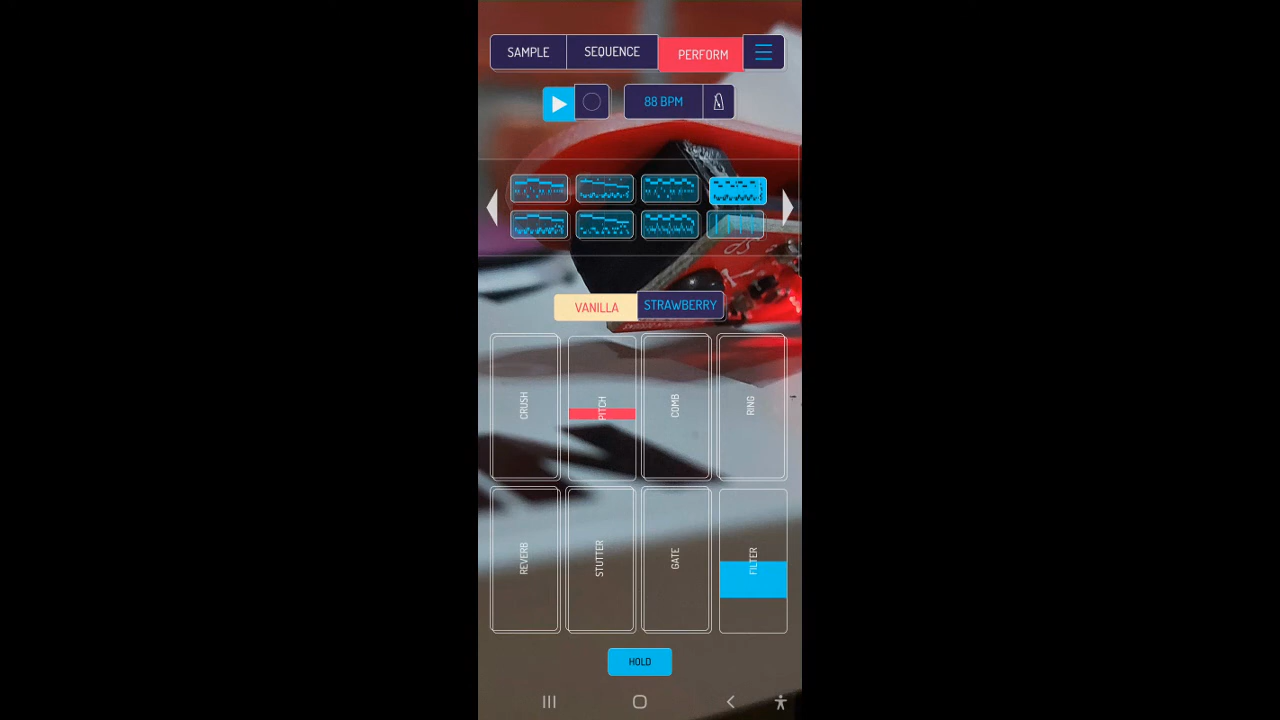 SAMPLE SEQUENCE PERFORM
88 BPM
VANILLA STRAWBERRY
CRUSH PITCH COMB RING
REVERB STUTTER GATE FILTER
HOLD